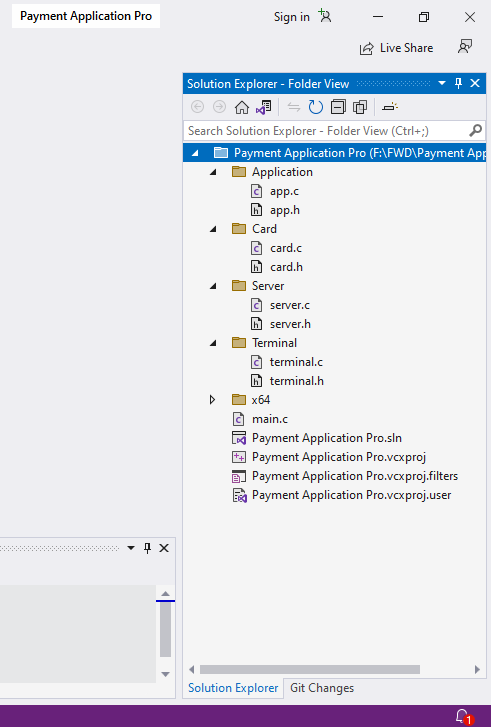 Payment Application Pro
Sign in
Live Share
Solution Explorer - Folder View
Search Solution Explorer - Folder View (Ctrl+;)
Payment Application Pro (F:\FWD\Payment App
Application
app.c
app.h
Card
card.c
card.h
Server
server.c
server.h
Terminal
terminal.c
terminal.h
x64
main.c
Payment Application Pro.sln
Payment Application Pro.vcxproj
Payment Application Pro.vcxproj.filters
Payment Application Pro.vcxproj.user
Solution Explorer
Git Changes
1